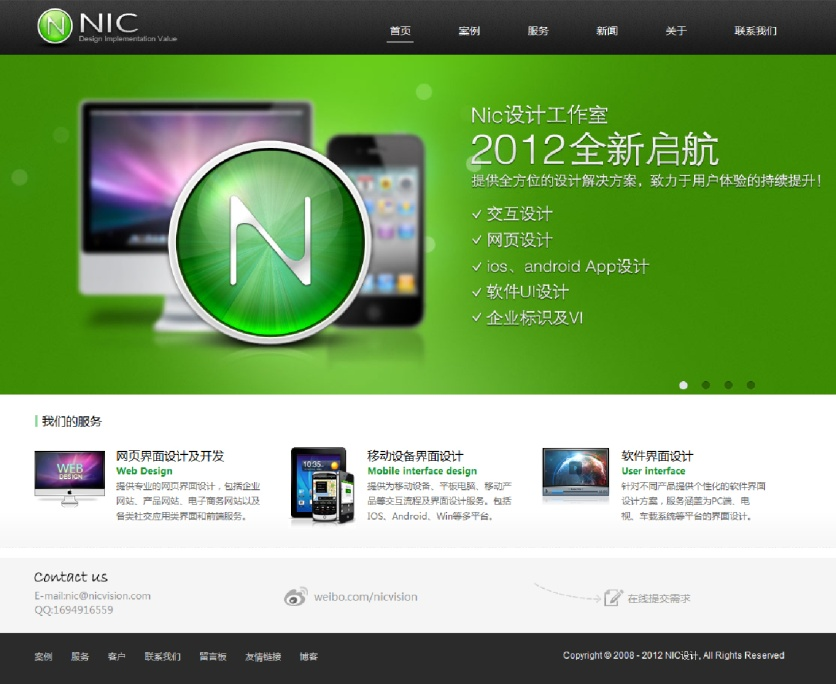 NIC
Design Implementation Value
首页 案例 服务 新闻 关于 联系我们
Nic设计工作室
2012全新启航
提供全方位的设计解决方案，致力于用户体验的持续提升！
✓ 交互设计
✓ 网页设计
✓ ios、android App设计
✓ 软件UI设计
✓ 企业标识及VI
N
我们的服务
WEB
DESIGN
网页界面设计及开发
Web Design
提供专业的网页界面设计，包括企业
网站、产品网站、电子商务网站以及
各类社交应用类界面和前端服务。
10:35
移动设备界面设计
Mobile interface design
提供为移动设备、平板电脑、移动产
品等交互流程及界面设计服务。包括
IOS、Android、Win等多平台。
软件界面设计
User interface
针对不同产品提供个性化的软件界面
设计方案，服务涵盖为PC端、电
视、车载系统等平台的界面设计。
Contact us
E-mail:nic@nicvision.com
QQ:1694916559
weibo.com/nicvision
在线提交需求
案例 服务 客户 联系我们 留言板 友情链接 博客
Copyright © 2008 - 2012 NIC设计, All Rights Reserved